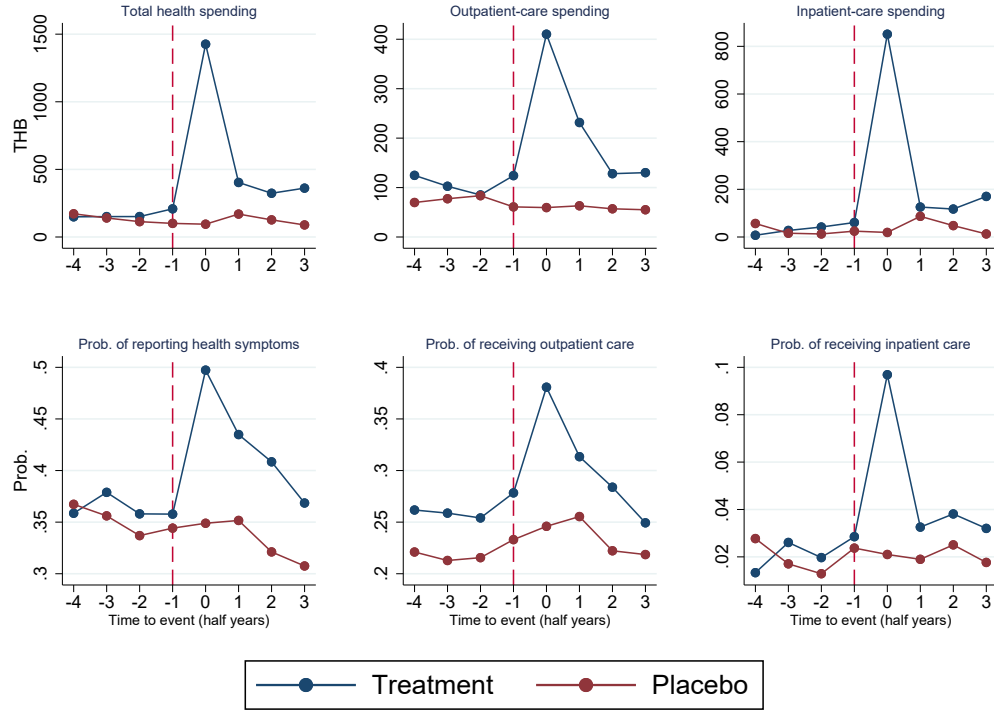 Total health spending
Outpatient-care spending
Inpatient-care spending
THB
0 500 1000 1500
0 100 200 300 400
0 200 400 600 800
-4 -3 -2 -1 0 1 2 3
-4 -3 -2 -1 0 1 2 3
-4 -3 -2 -1 0 1 2 3
Prob. of reporting health symptoms
Prob. of receiving outpatient care
Prob. of receiving inpatient care
Prob.
.3 .35 .4 .45 .5
.2 .25 .3 .35 .4
.02 .04 .06 .08 .1
-4 -3 -2 -1 0 1 2 3
-4 -3 -2 -1 0 1 2 3
-4 -3 -2 -1 0 1 2 3
Time to event (half years)
Time to event (half years)
Time to event (half years)
Treatment
Placebo